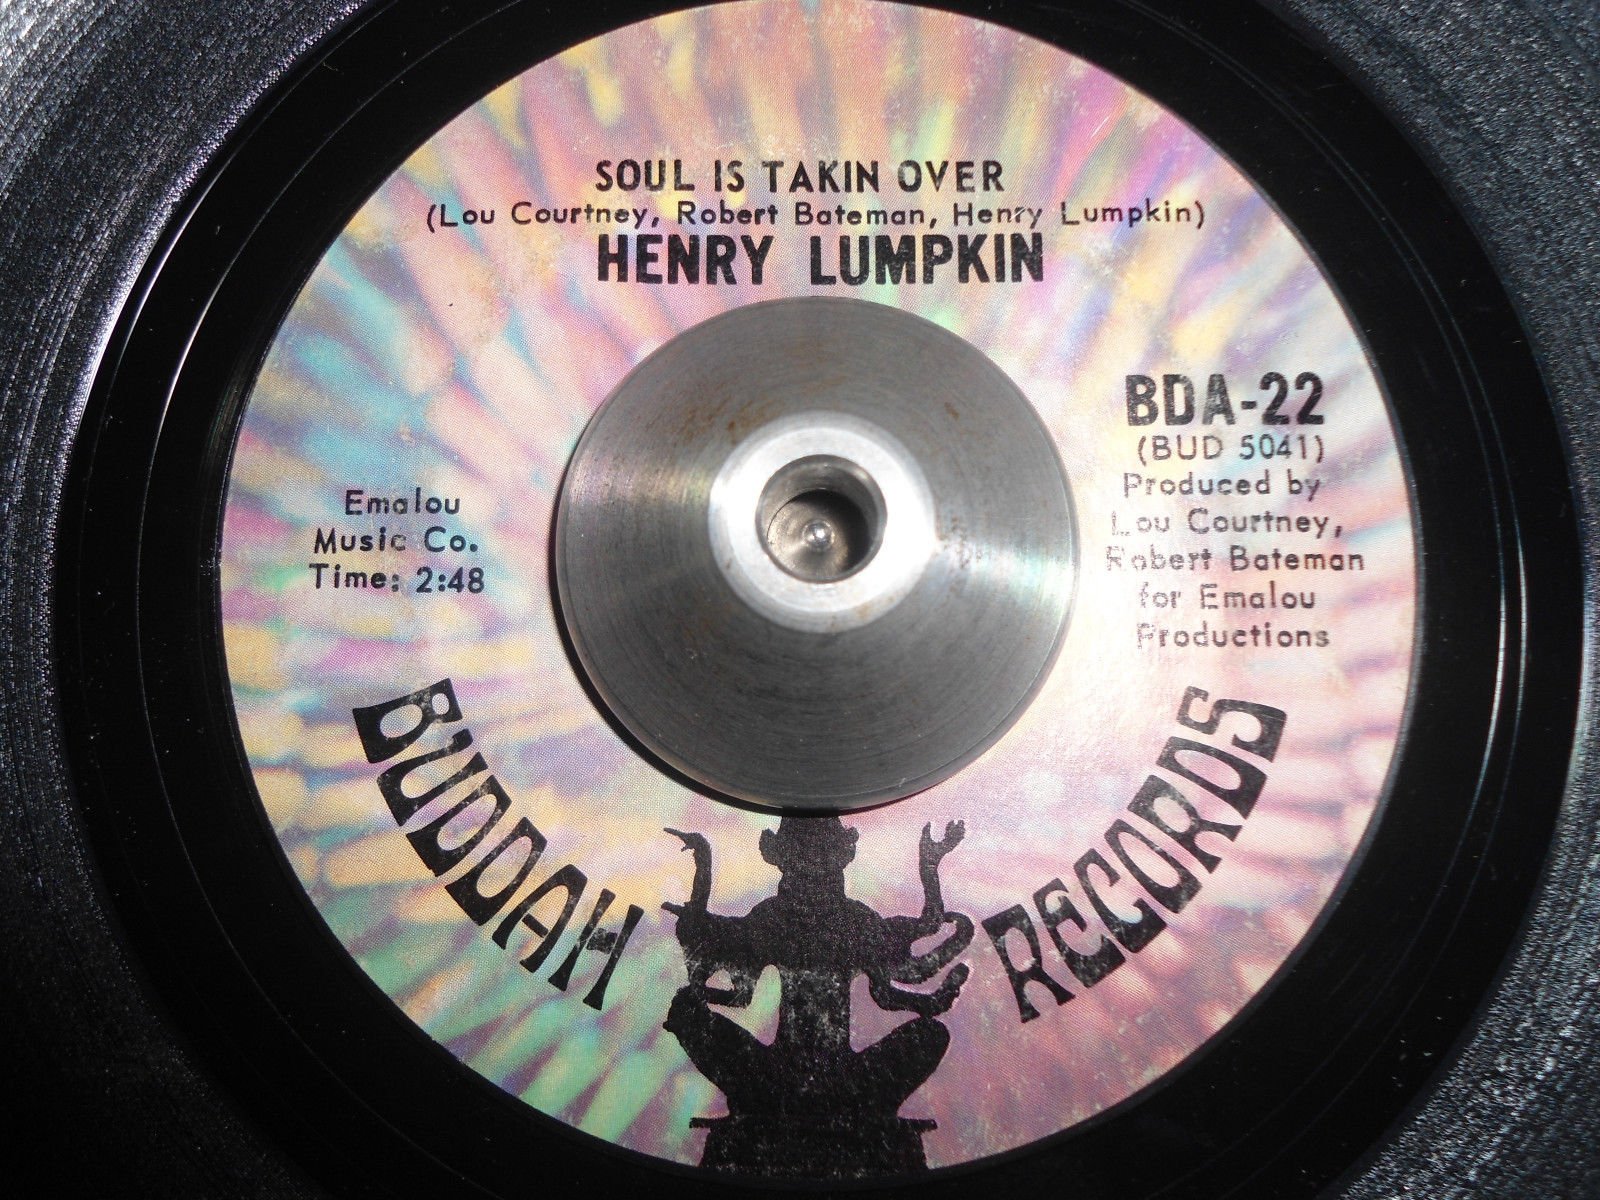 SOUL IS TAKIN OVER
(Lou Courtney, Robert Bateman, Henry Lumpkin)
HENRY LUMPKIN
BDA-22
(BUD 5041)
Produced by
Lou Courtney,
Robert Bateman
for Emalou
Productions
Emalou
Music Co.
Time: 2:48
BUDDAH RECORDS